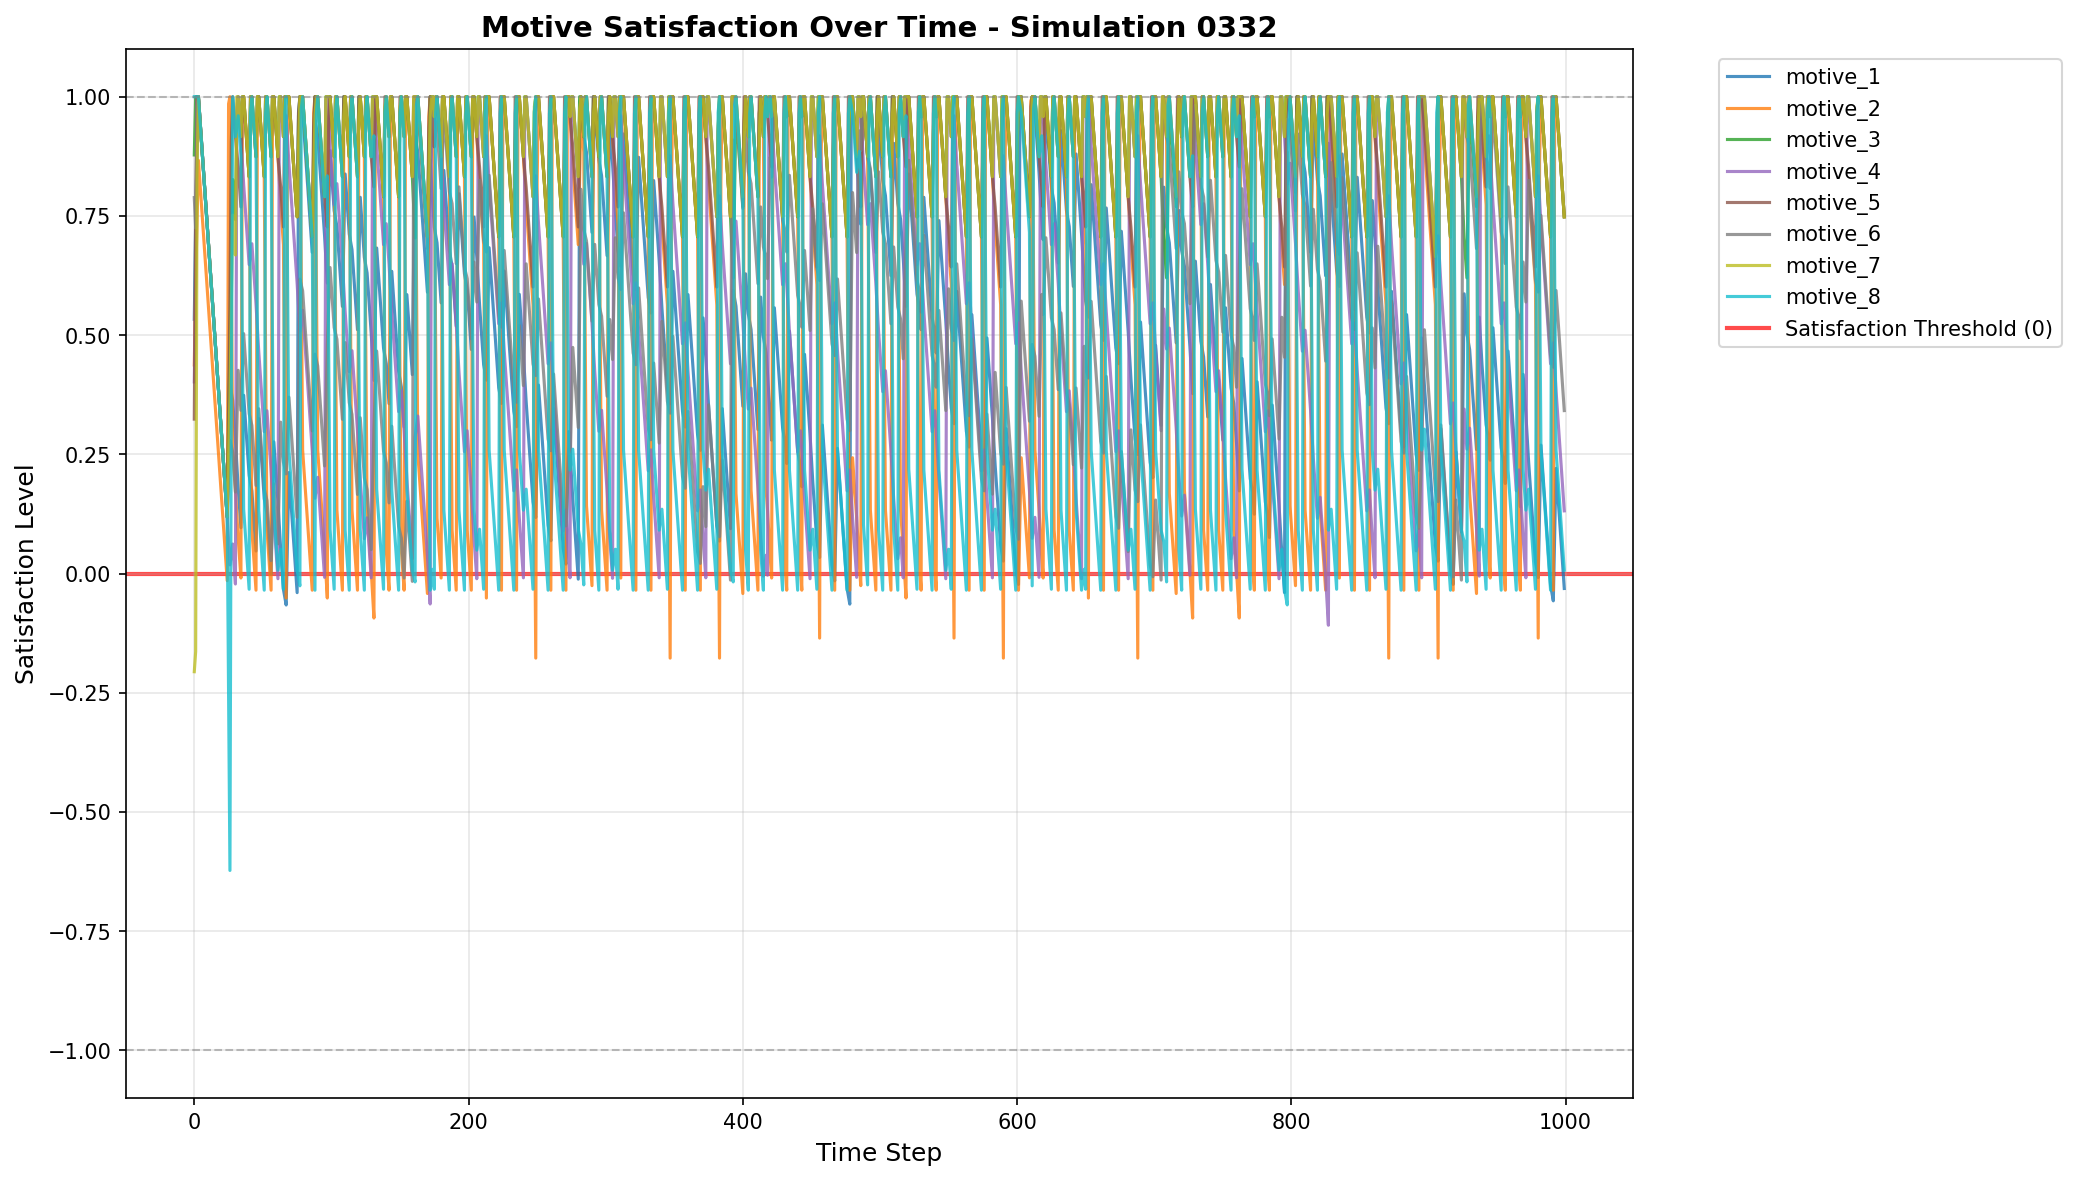 Motive Satisfaction Over Time - Simulation 0332
Satisfaction Level
1.00
0.75
0.50
0.25
0.00
−0.25
−0.50
−0.75
−1.00
0
200
400
600
800
1000
Time Step
motive_1
motive_2
motive_3
motive_4
motive_5
motive_6
motive_7
motive_8
Satisfaction Threshold (0)